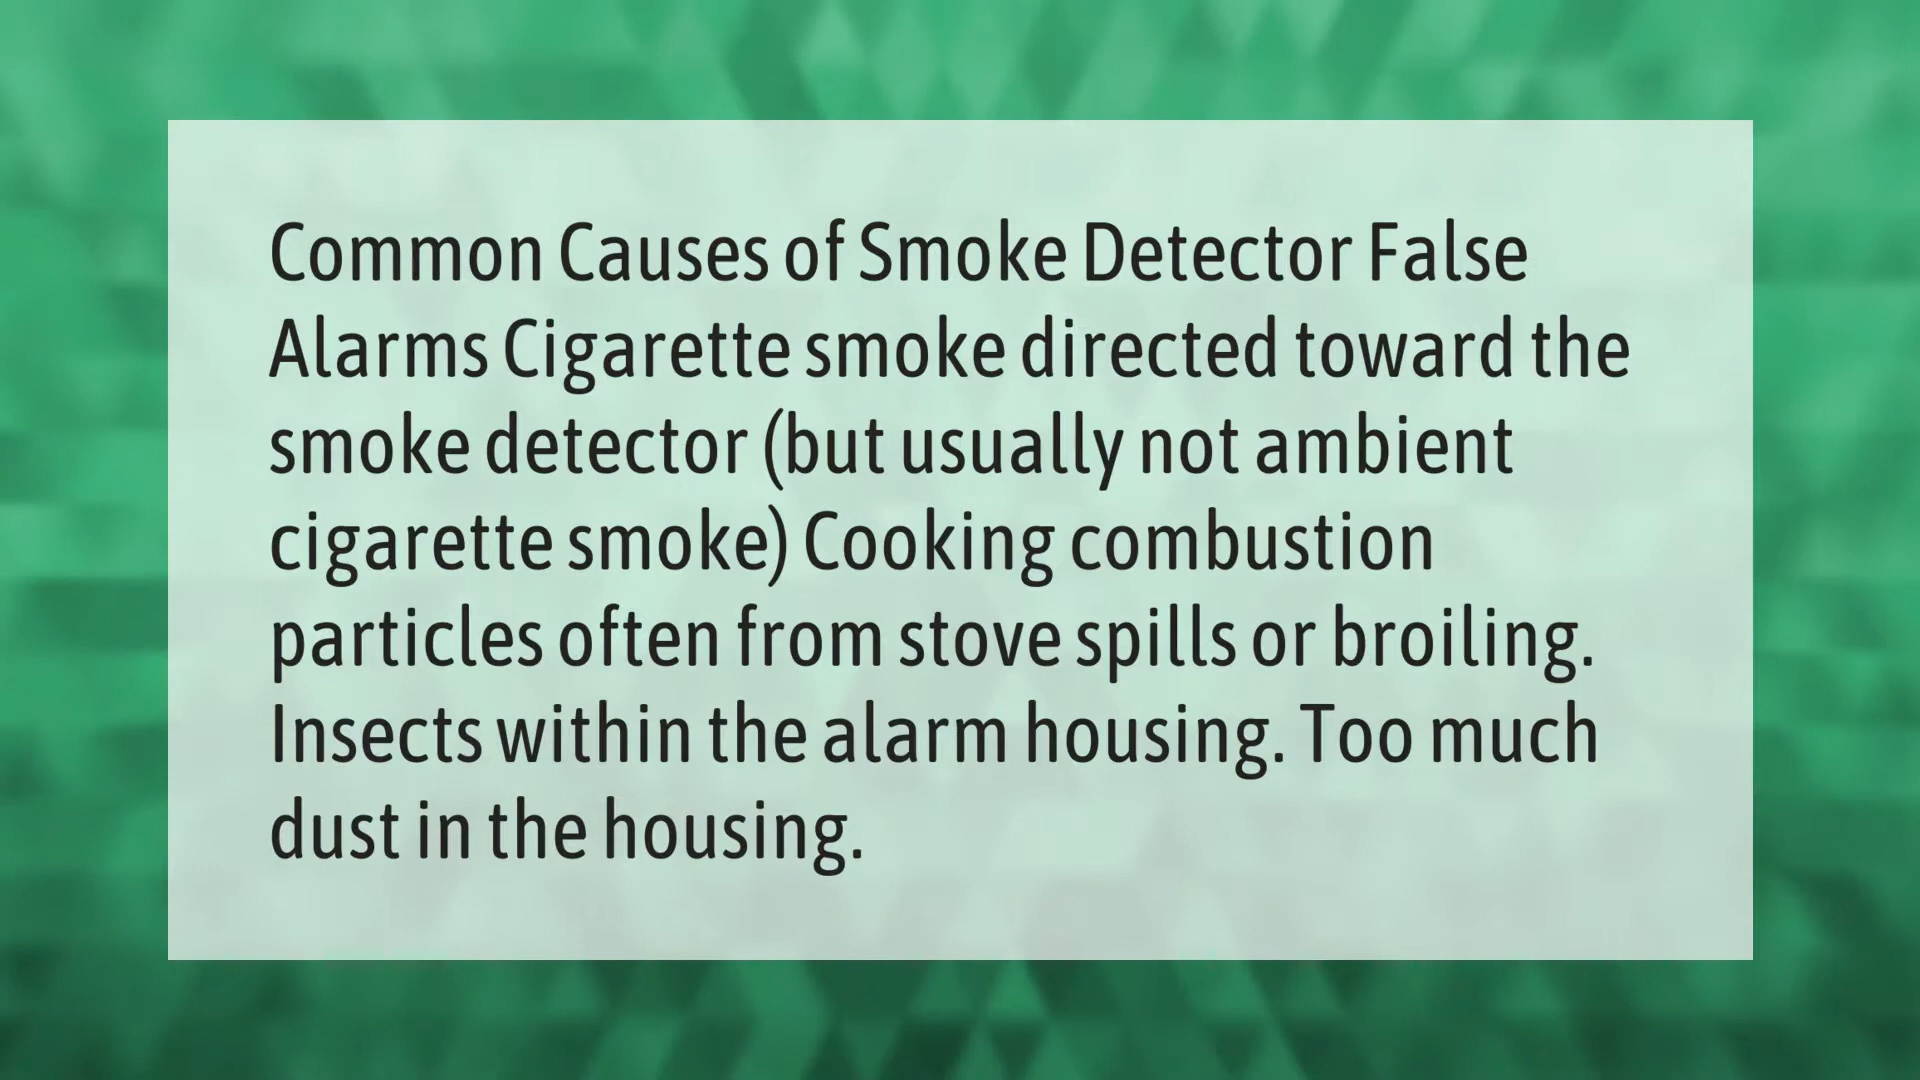 Common Causes of Smoke Detector False
Alarms Cigarette smoke directed toward the
smoke detector (but usually not ambient
cigarette smoke) Cooking combustion
particles often from stove spills or broiling.
Insects within the alarm housing. Too much
dust in the housing.